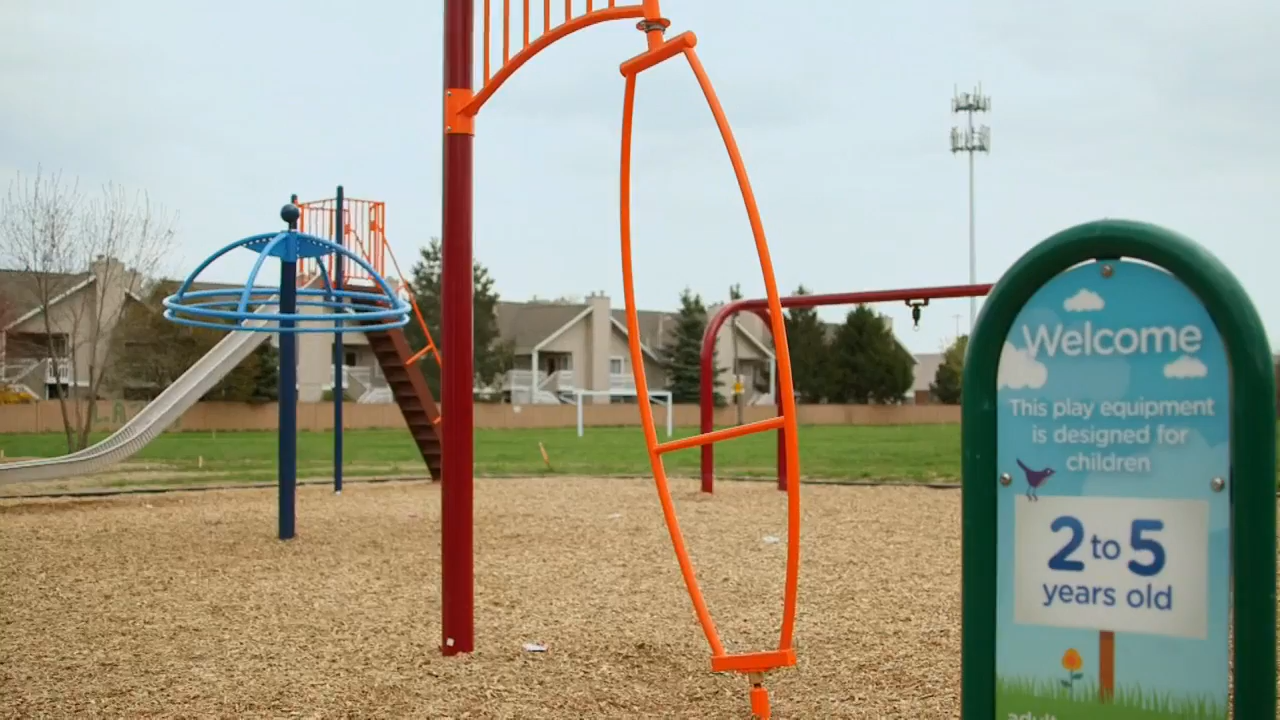 Welcome
This play equipment
is designed for
children
2 to 5
years old